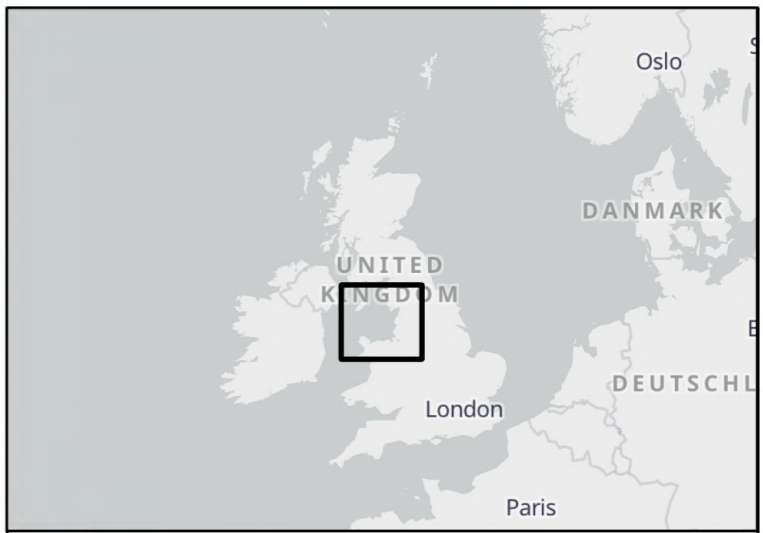 Oslo
DANMARK
UNITED
KINGDOM
DEUTSCHL
London
Paris